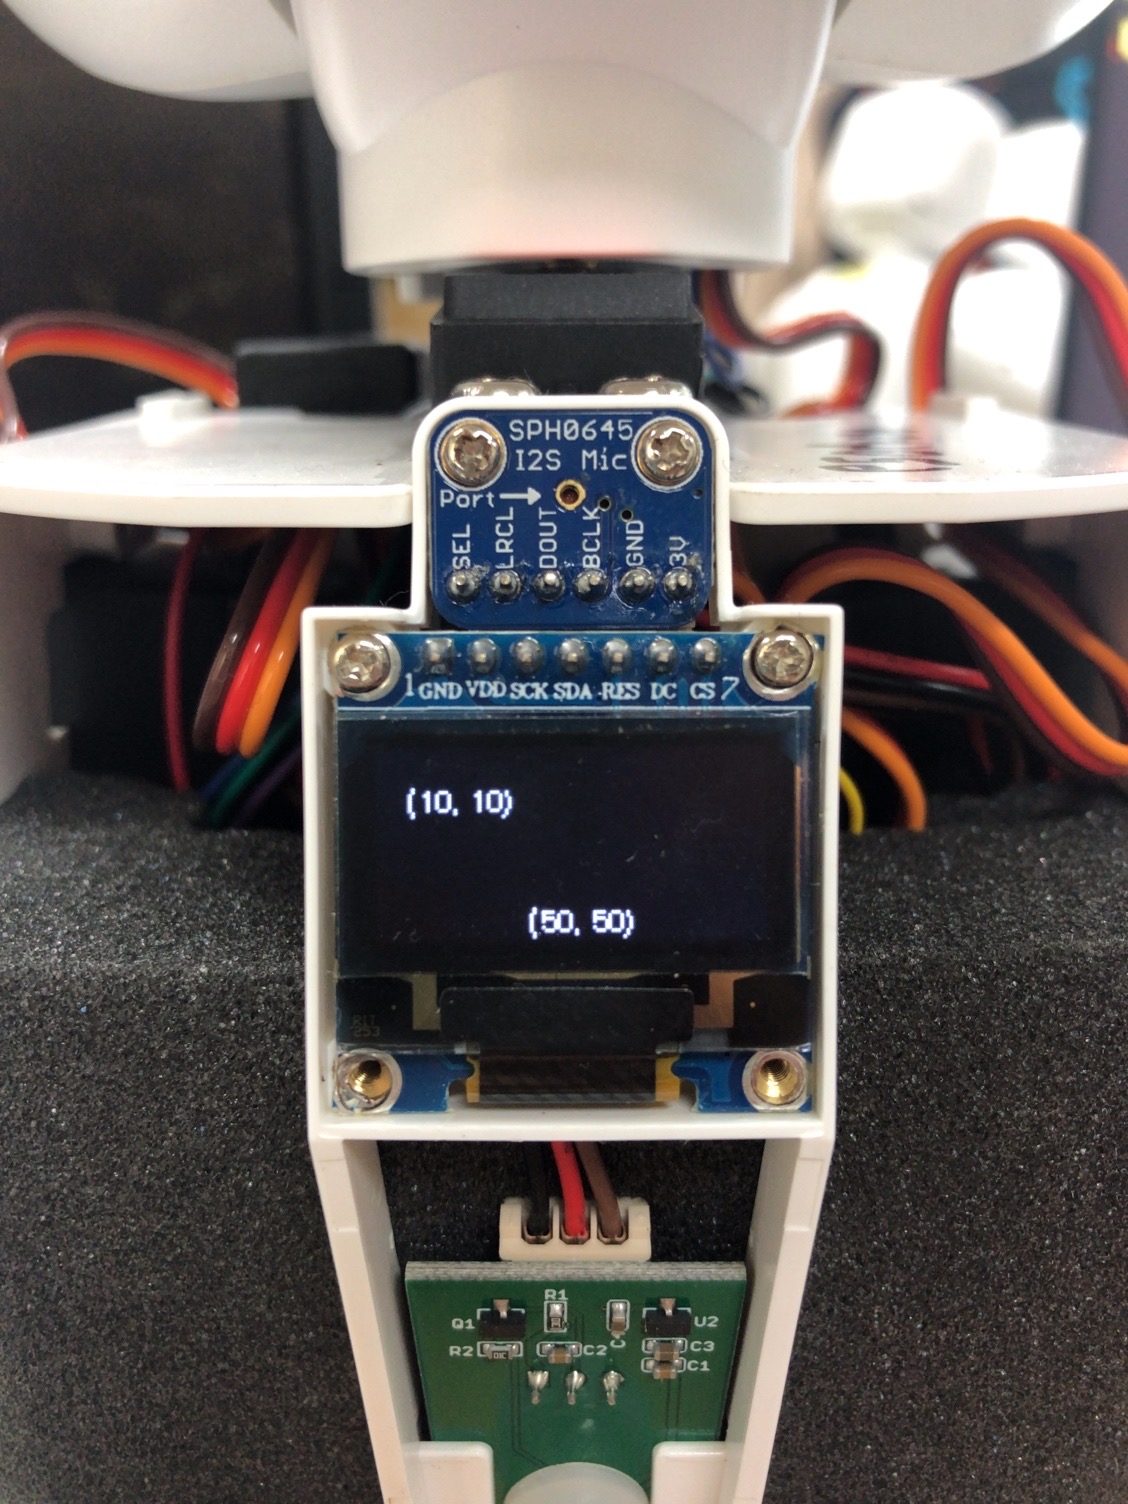 SPH0645
I2S Mic
Port→
SEL
LRCL
DOUT
BCLK
GND
3V
1 GND VDD SCK SDA RES DC CS 7
(10, 10)
(50, 50)
R1
Q1
U2
R2
C2
C3
C1